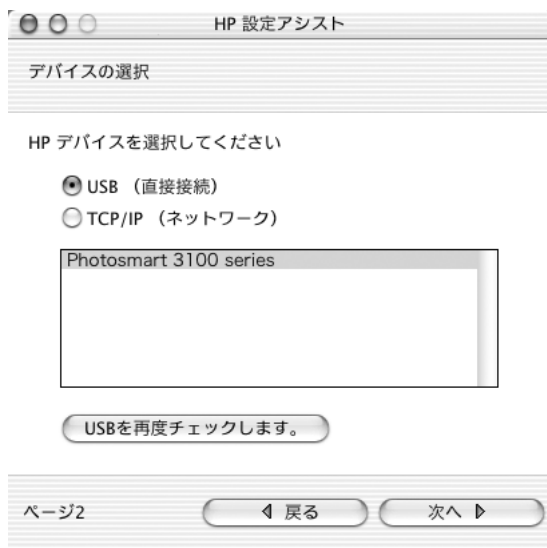 HP 設定アシスト
デバイスの選択
HP デバイスを選択してください
USB （直接接続）
TCP/IP （ネットワーク）
Photosmart 3100 series
USBを再度チェックします。
ページ2
戻る
次へ